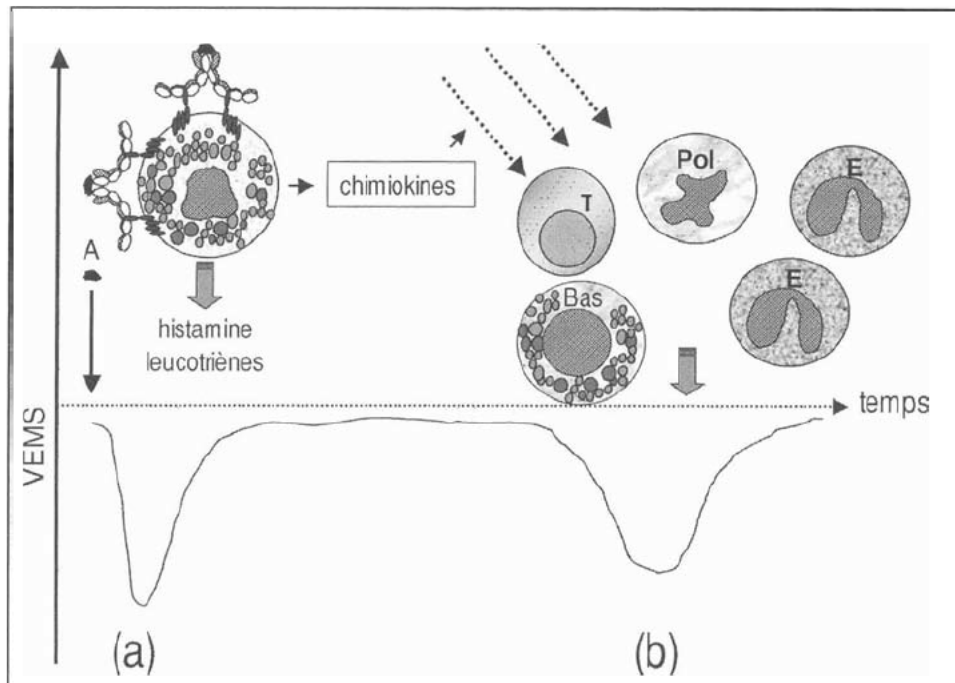 A
chimiokines
histamine
leucotriènes
T
Pol
E
E
Bas
temps
VEMS
(a)
(b)